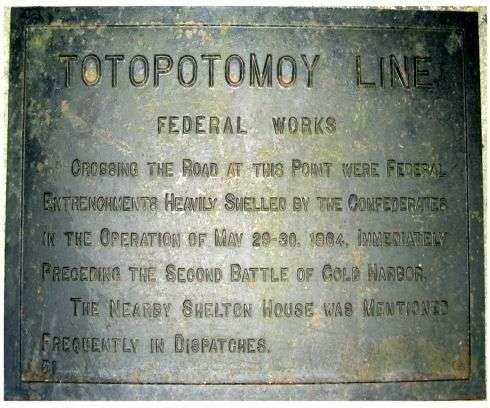 TOTOPOTOMOY LINE
FEDERAL WORKS
CROSSING THE ROAD AT THIS POINT WERE FEDERAL
ENTRENCHMENTS HEAVILY SHELLED BY THE CONFEDERATES
IN THE OPERATION OF MAY 29-30, 1864, IMMEDIATELY
PRECEDING THE SECOND BATTLE OF COLD HARBOR.
THE NEARBY SHELTON HOUSE WAS MENTIONED
FREQUENTLY IN DISPATCHES.
51